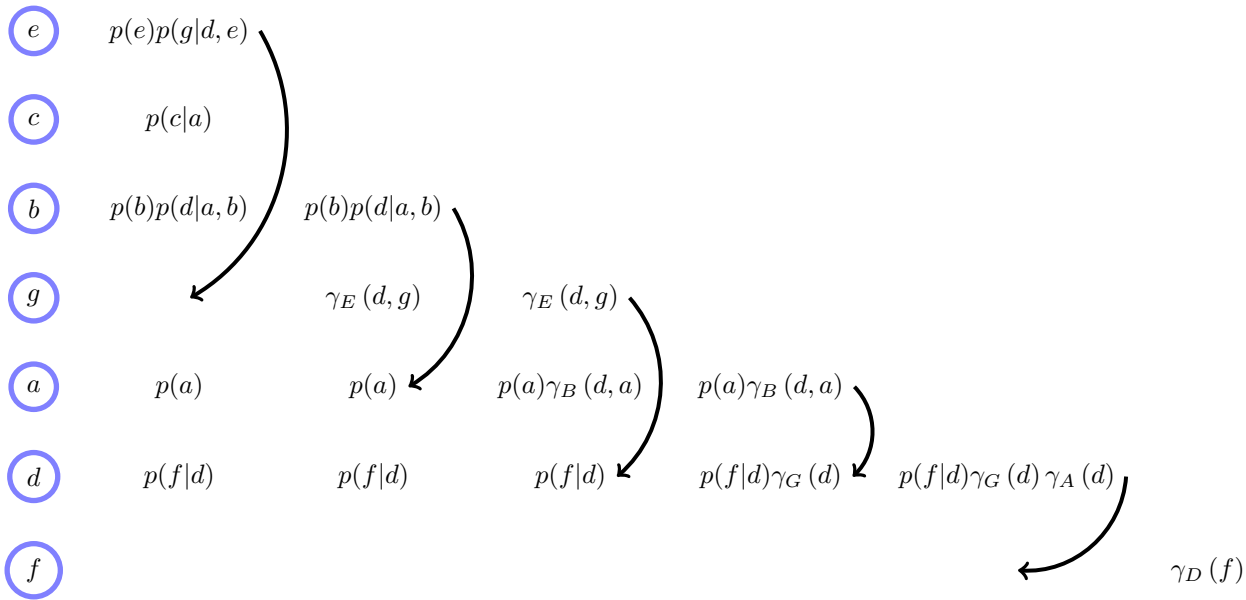 e p(e)p(g|d, e)
c p(c|a)
b p(b)p(d|a, b) p(b)p(d|a, b)
g γ_E (d, g) γ_E (d, g)
a p(a) p(a) p(a)γ_B (d, a) p(a)γ_B (d, a)
d p(f|d) p(f|d) p(f|d) p(f|d)γ_G (d) p(f|d)γ_G (d) γ_A (d)
f γ_D (f)